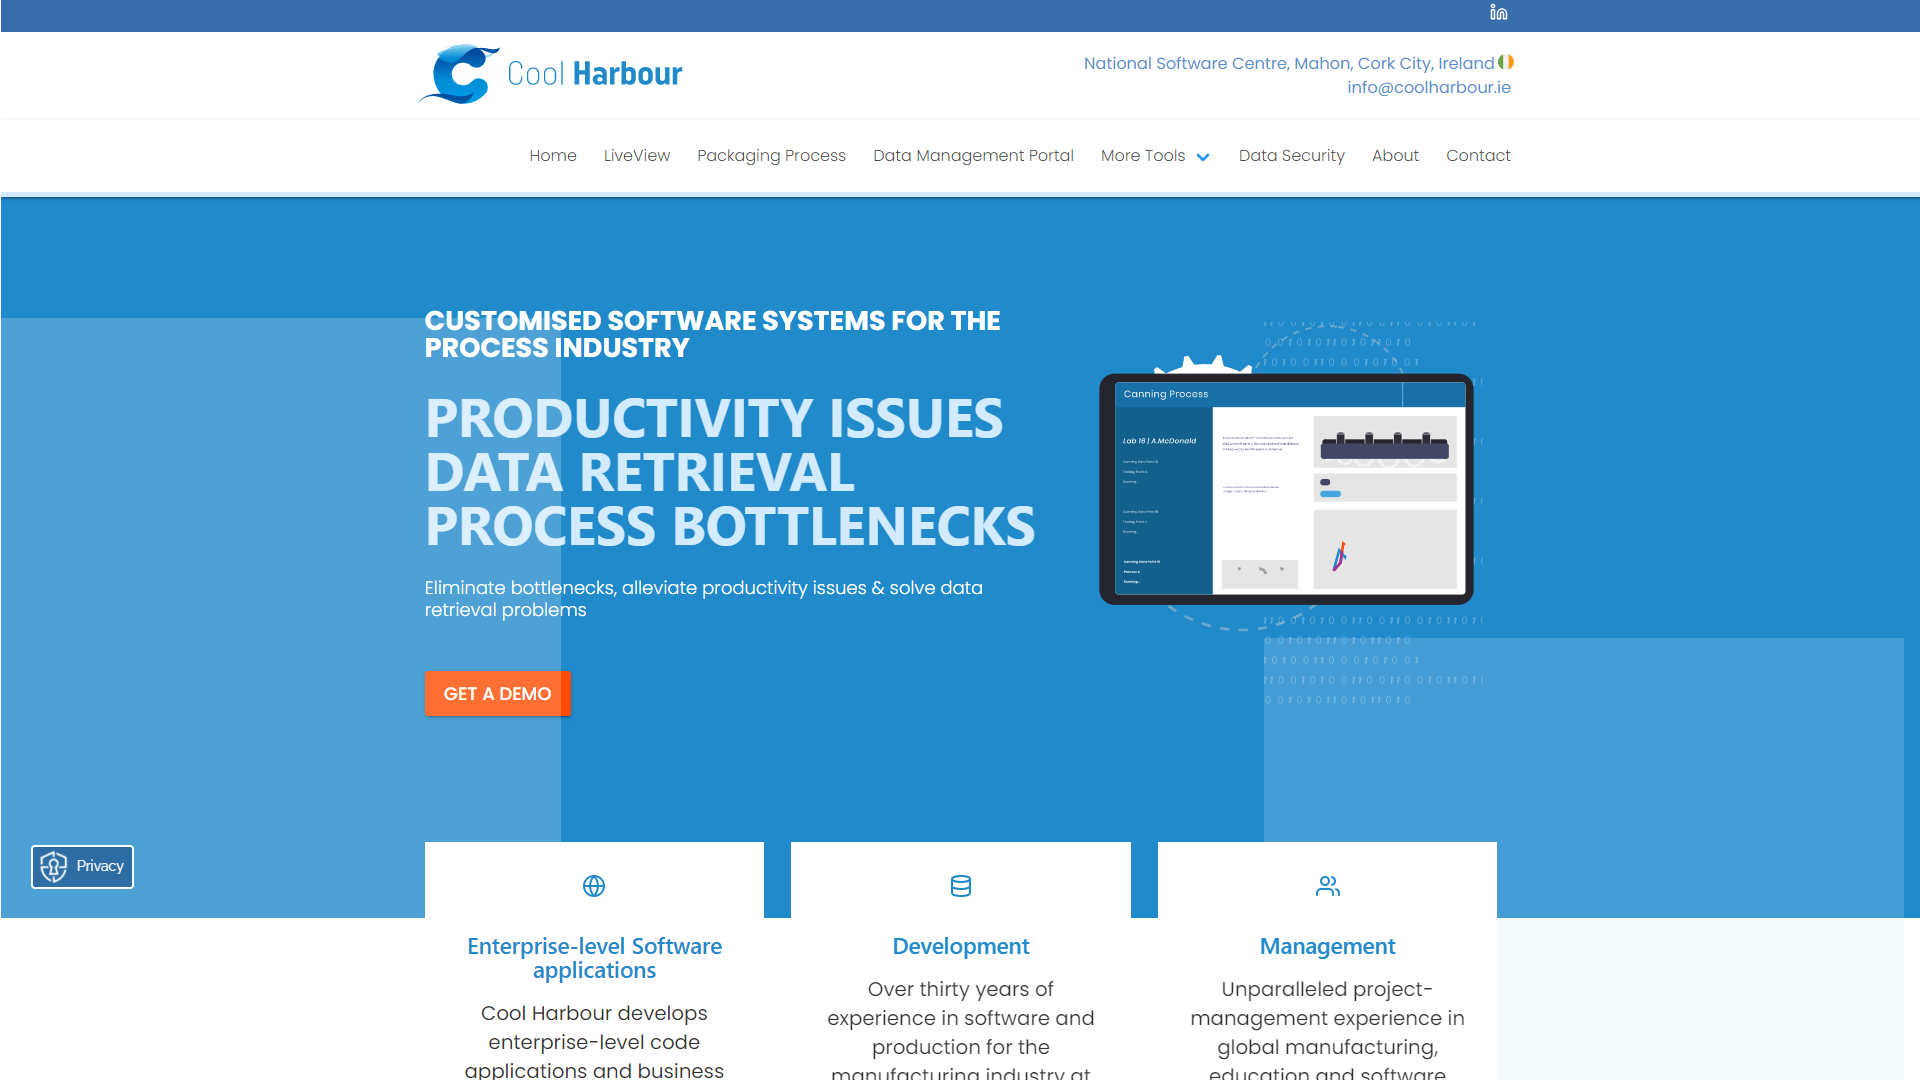 Cool Harbour
National Software Centre, Mahon, Cork City, Ireland
info@coolharbour.ie
Home LiveView Packaging Process Data Management Portal More Tools Data Security About Contact
CUSTOMISED SOFTWARE SYSTEMS FOR THE
PROCESS INDUSTRY
PRODUCTIVITY ISSUES
DATA RETRIEVAL
PROCESS BOTTLENECKS
Eliminate bottlenecks, alleviate productivity issues & solve data
retrieval problems
GET A DEMO
Canning Process
Lab 16 | A.McDonald
Privacy
Enterprise-level Software
applications
Cool Harbour develops
enterprise-level code
applications and business
Development
Over thirty years of
experience in software and
production for the
manufacturing industry at
Management
Unparalleled project-
management experience in
global manufacturing,
education and software